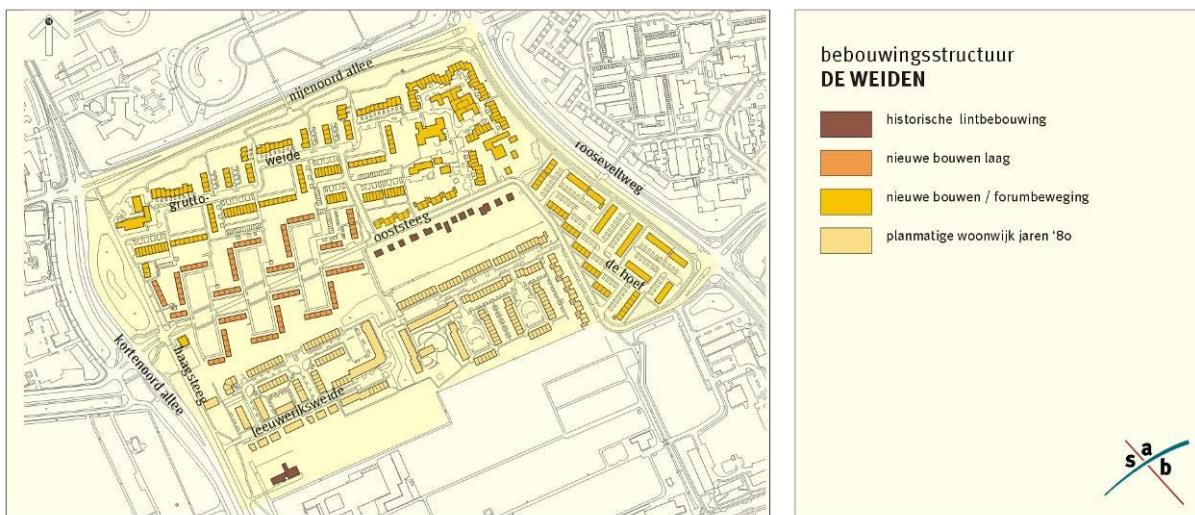 N
nijenoord allee
weide
grutto-
rooseveltweg
ooststeeg
de hoef
haagsteeg
kortenoord allee
leeuweriksweide
bebouwingsstructuur
DE WEIDEN
historische lintbebouwing
nieuwe bouwen laag
nieuwe bouwen / forumbeweging
planmatige woonwijk jaren '80
s a b